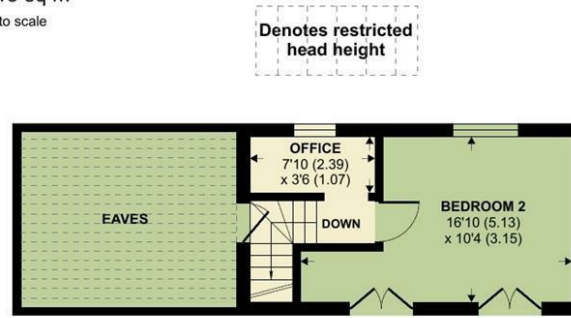 to scale
Denotes restricted
head height
OFFICE
7'10 (2.39)
x 3'6 (1.07)
EAVES
DOWN
BEDROOM 2
16'10 (5.13)
x 10'4 (3.15)